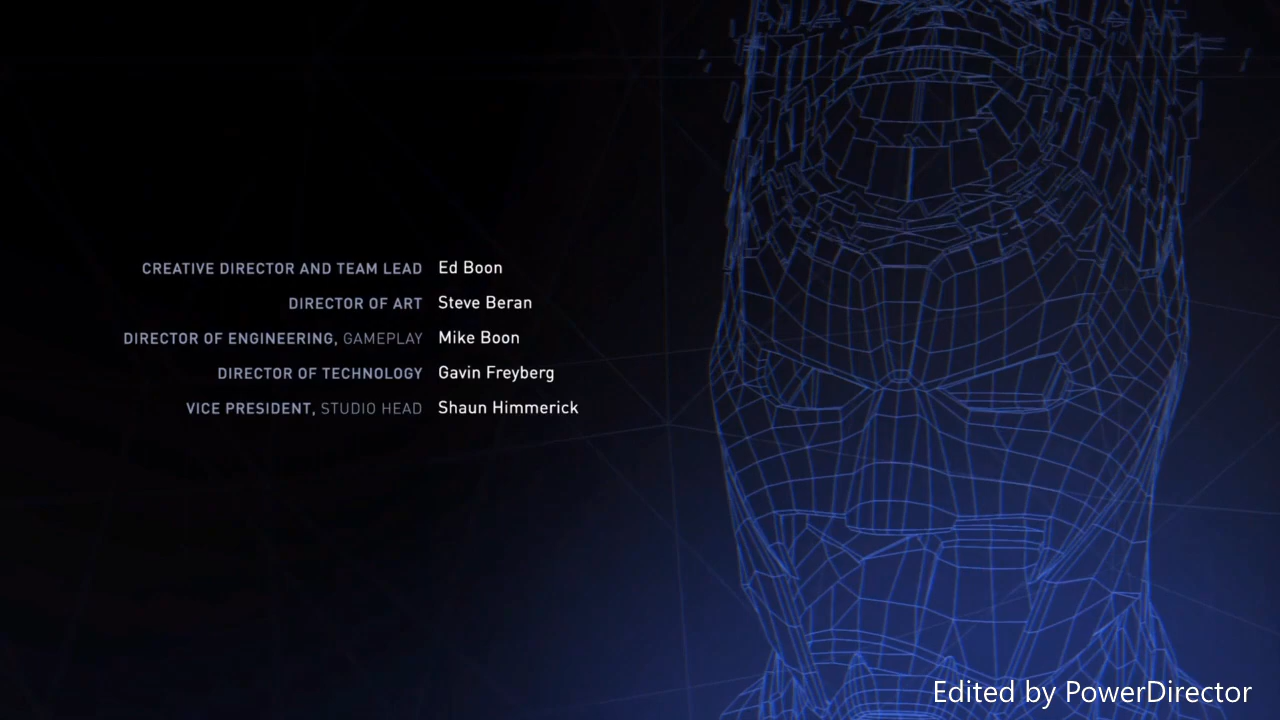 CREATIVE DIRECTOR AND TEAM LEAD Ed Boon
DIRECTOR OF ART Steve Beran
DIRECTOR OF ENGINEERING, GAMEPLAY Mike Boon
DIRECTOR OF TECHNOLOGY Gavin Freyberg
VICE PRESIDENT, STUDIO HEAD Shaun Himmerick
Edited by PowerDirector